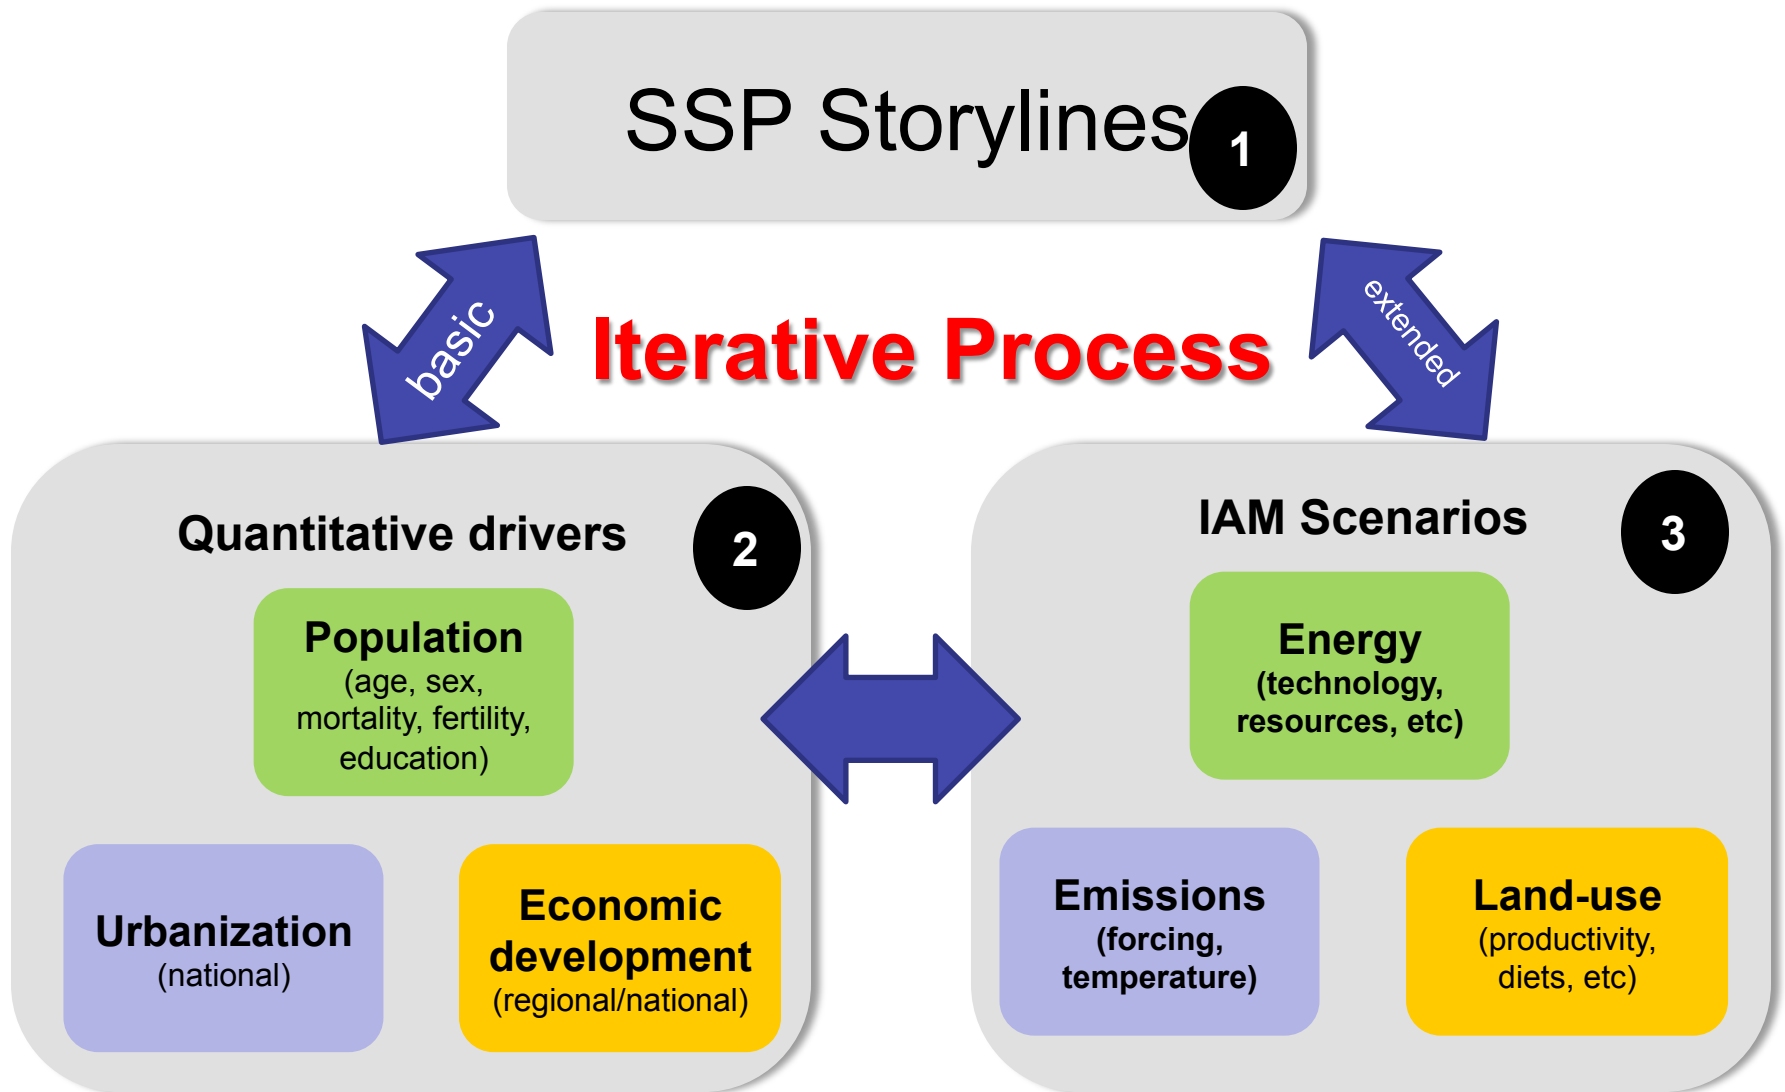 SSP Storylines
1
basic
Iterative Process
extended
Quantitative drivers
2
Population
(age, sex,
mortality, fertility,
education)
Urbanization
(national)
Economic
development
(regional/national)
IAM Scenarios
3
Energy
(technology,
resources, etc)
Emissions
(forcing,
temperature)
Land-use
(productivity,
diets, etc)